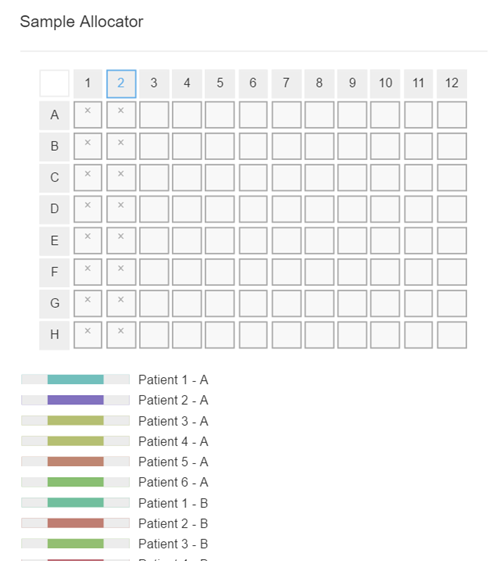 Sample Allocator
1 2 3 4 5 6 7 8 9 10 11 12
A × ×
B × ×
C × ×
D × ×
E × ×
F × ×
G × ×
H × ×
Patient 1 - A
Patient 2 - A
Patient 3 - A
Patient 4 - A
Patient 5 - A
Patient 6 - A
Patient 1 - B
Patient 2 - B
Patient 3 - B